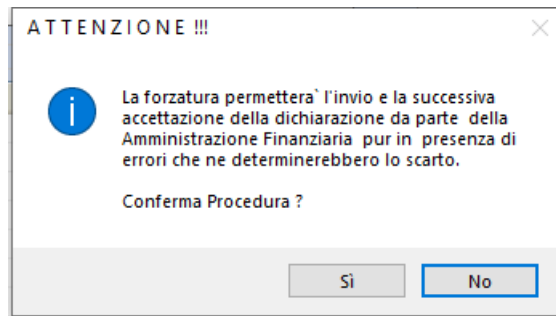 A T T E N Z I O N E !!!
La forzatura permettera` l'invio e la successiva
accettazione della dichiarazione da parte  della
Amministrazione Finanziaria  pur in  presenza di
errori che ne determinerebbero lo scarto.
Conferma Procedura ?
Sì
No